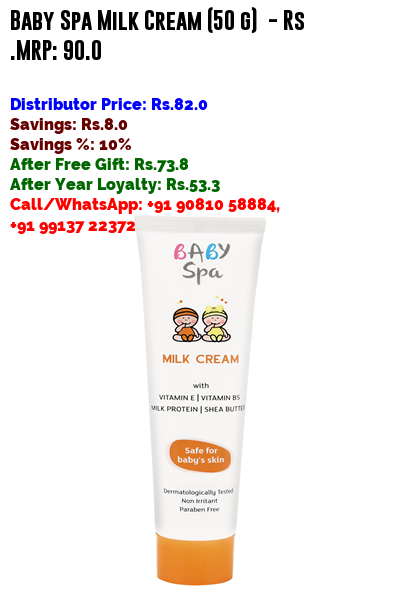 Baby Spa Milk Cream (50 g) - Rs
.MRP: 90.0
Distributor Price: Rs.82.0
Savings: Rs.8.0
Savings %: 10%
After Free Gift: Rs.73.8
After Year Loyalty: Rs.53.3
Call/WhatsApp: +91 90810 58884,
+91 99137 22372
BABY
Spa
MILK CREAM
with
VITAMIN E | VITAMIN B5
MILK PROTEIN | SHEA BUTTER
Safe for
baby's skin
Dermatologically Tested
Non Irritant
Paraben Free